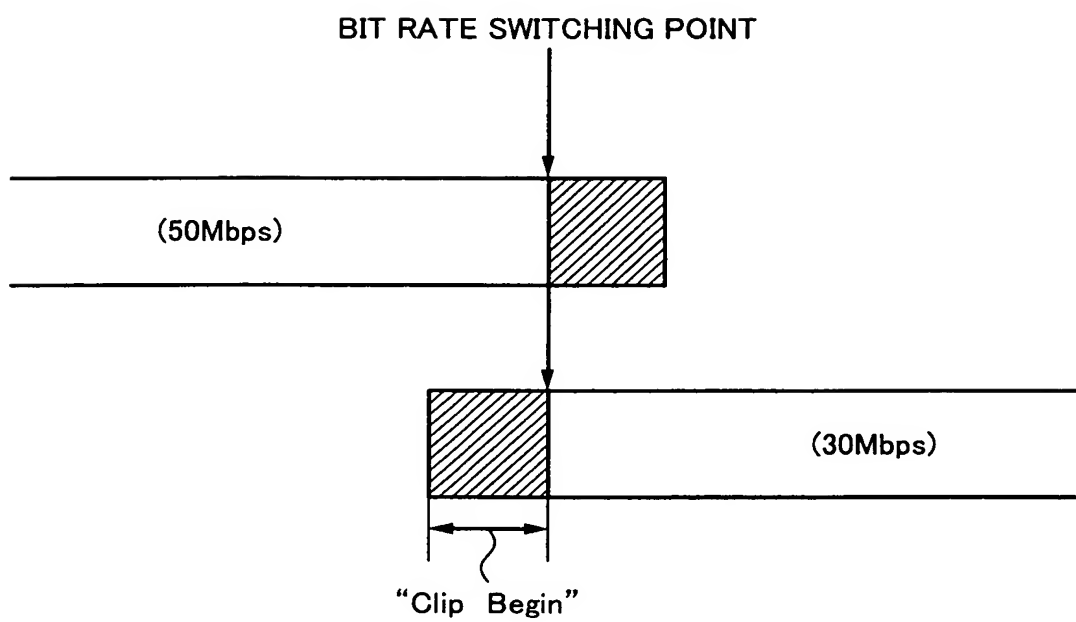 BIT RATE SWITCHING POINT
(50Mbps)
(30Mbps)
“Clip Begin”